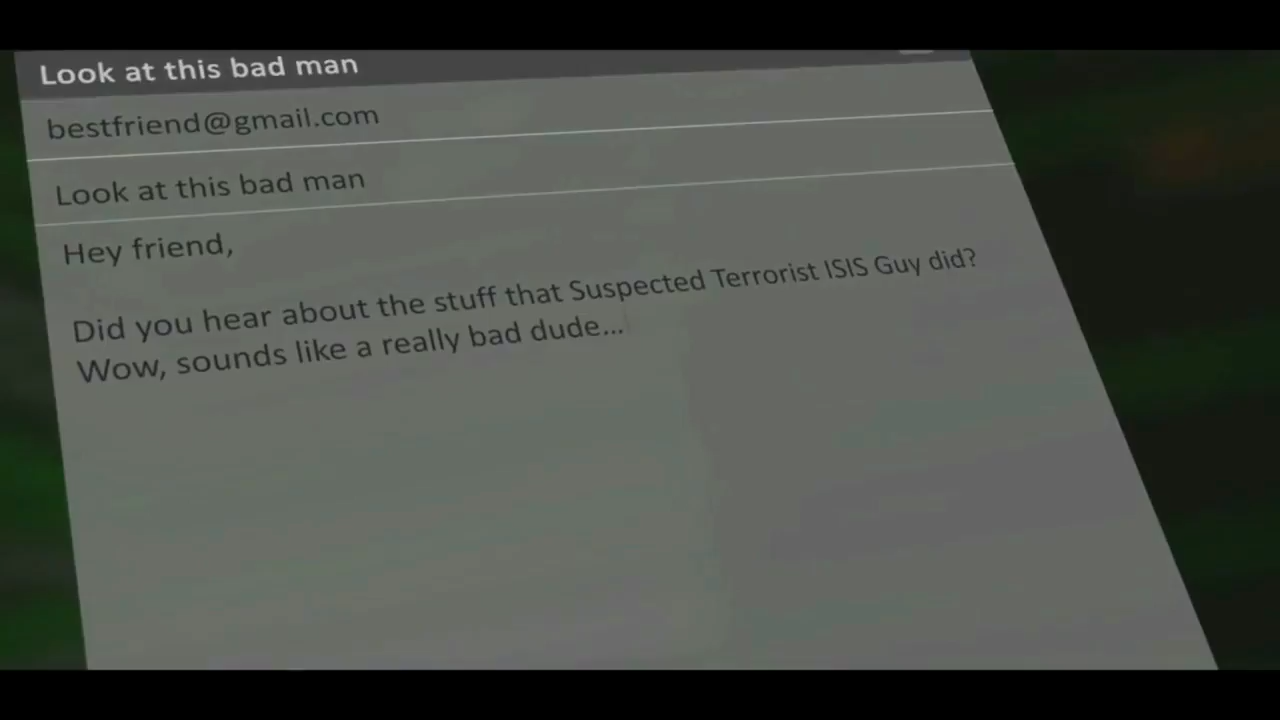 Look at this bad man
bestfriend@gmail.com
Look at this bad man
Hey friend,
Did you hear about the stuff that Suspected Terrorist ISIS Guy did?
Wow, sounds like a really bad dude...